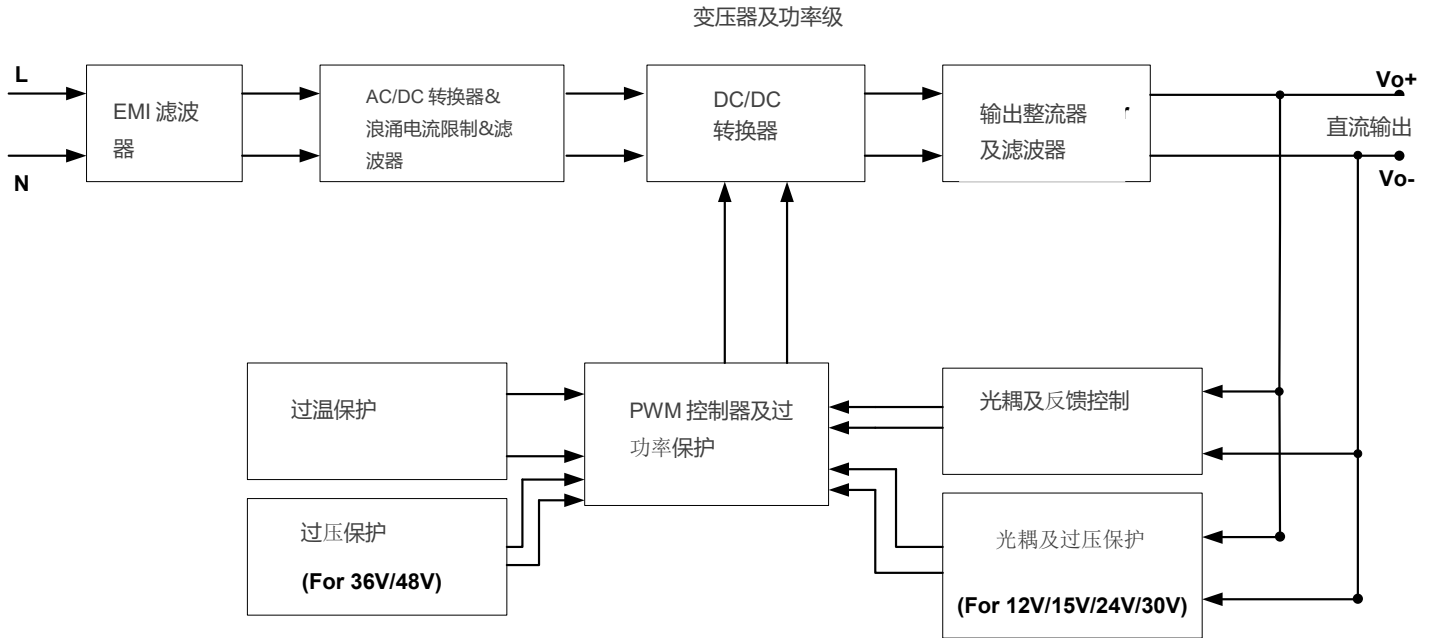 变压器及功率级
L
N
EMI 滤波
器
AC/DC 转换器&
浪涌电流限制&滤
波器
DC/DC
转换器
输出整流器
及滤波器
Vo+
直流输出
Vo-
过温保护
PWM 控制器及过
功率保护
光耦及反馈控制
过压保护
(For 36V/48V)
光耦及过压保护
(For 12V/15V/24V/30V)